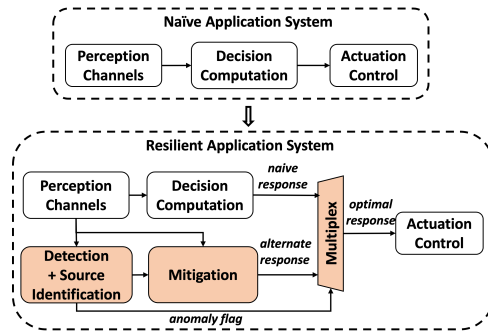 Naïve Application System
Perception
Channels
Decision
Computation
Actuation
Control
Resilient Application System
Perception
Channels
Decision
Computation
naive
response
Multiplex
optimal
response
Actuation
Control
Detection
+ Source
Identification
Mitigation
alternate
response
anomaly flag